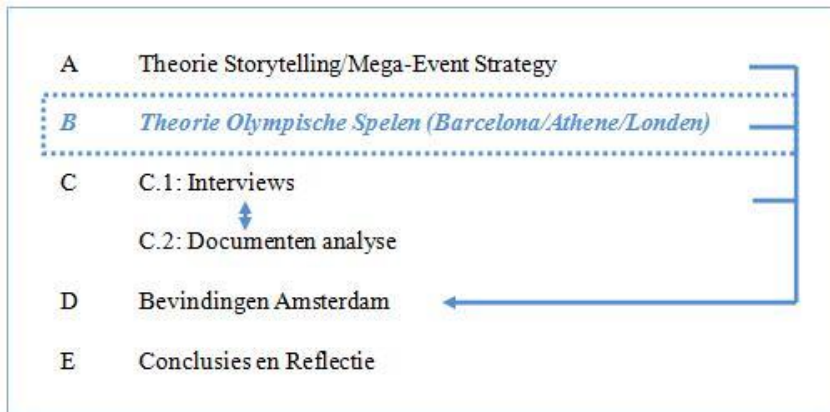 A Theorie Storytelling/Mega-Event Strategy
B Theorie Olympische Spelen (Barcelona/Athene/Londen)
C C.1: Interviews
C.2: Documenten analyse
D Bevindingen Amsterdam
E Conclusies en Reflectie